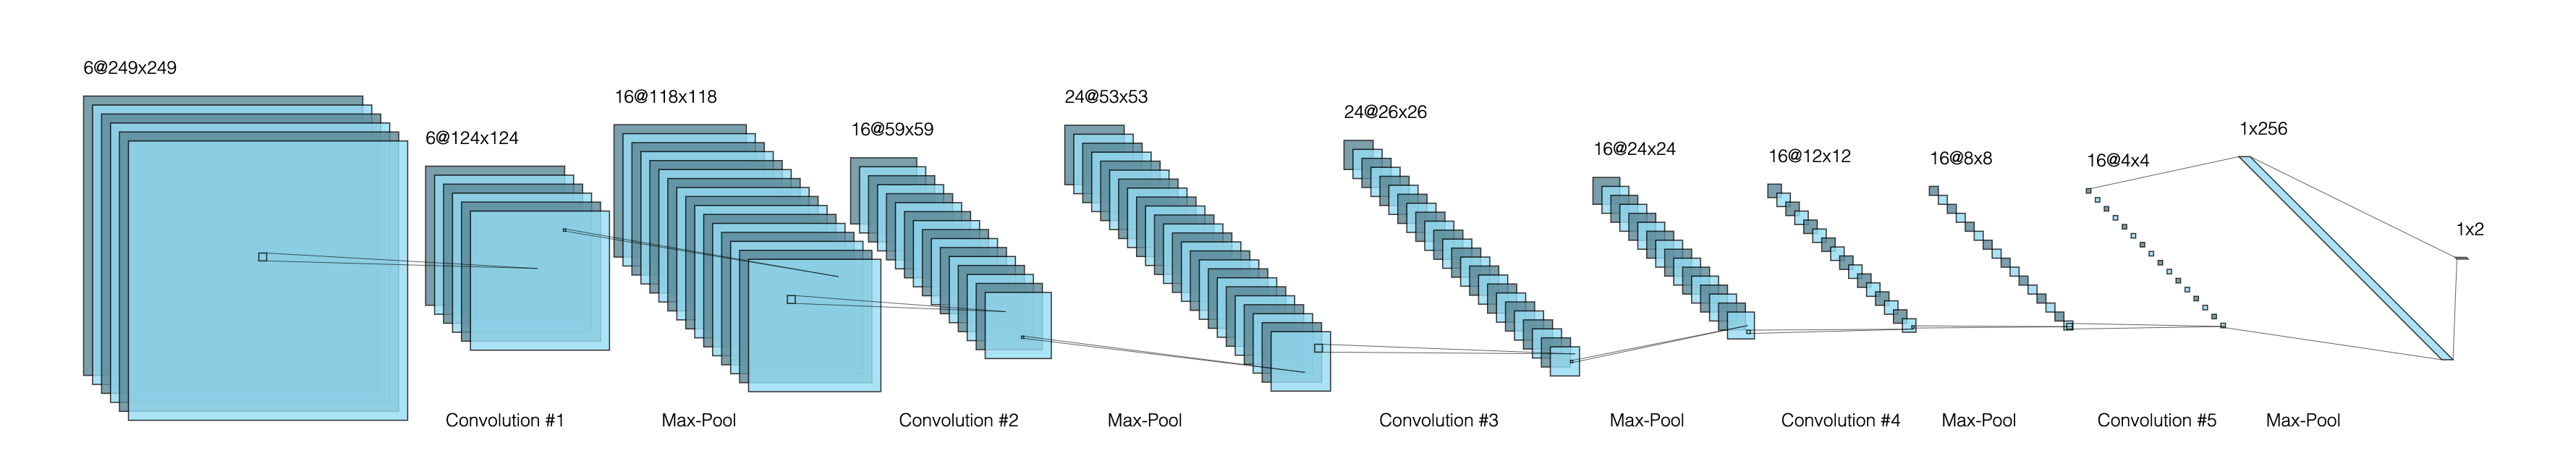 6@249x249
6@124x124
16@118x118
16@59x59
24@53x53
24@26x26
16@24x24
16@12x12
16@8x8
16@4x4
1x256
1x2
Convolution #1
Max-Pool
Convolution #2
Max-Pool
Convolution #3
Max-Pool
Convolution #4
Max-Pool
Convolution #5
Max-Pool